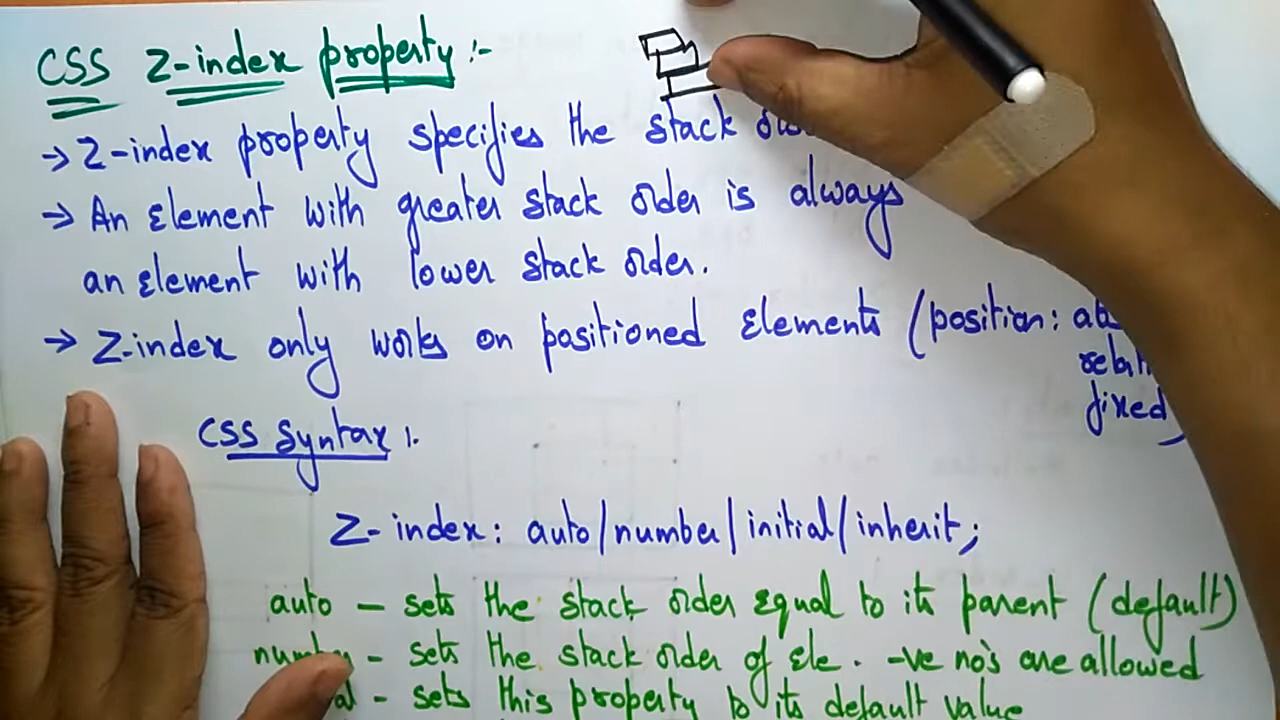 CSS Z-index property :-
→ Z-index property specifies the stack
→ An element with greater stack order is always
an element with lower stack order.
→ Z-index only works on positioned elements (position:
fixed)
CSS Syntax :.
Z-index: auto/number/initial/inherit;
auto – sets the stack order equal to its parent (default)
- sets the stack order of ele. -ve no's are allowed
- sets this property to its default value